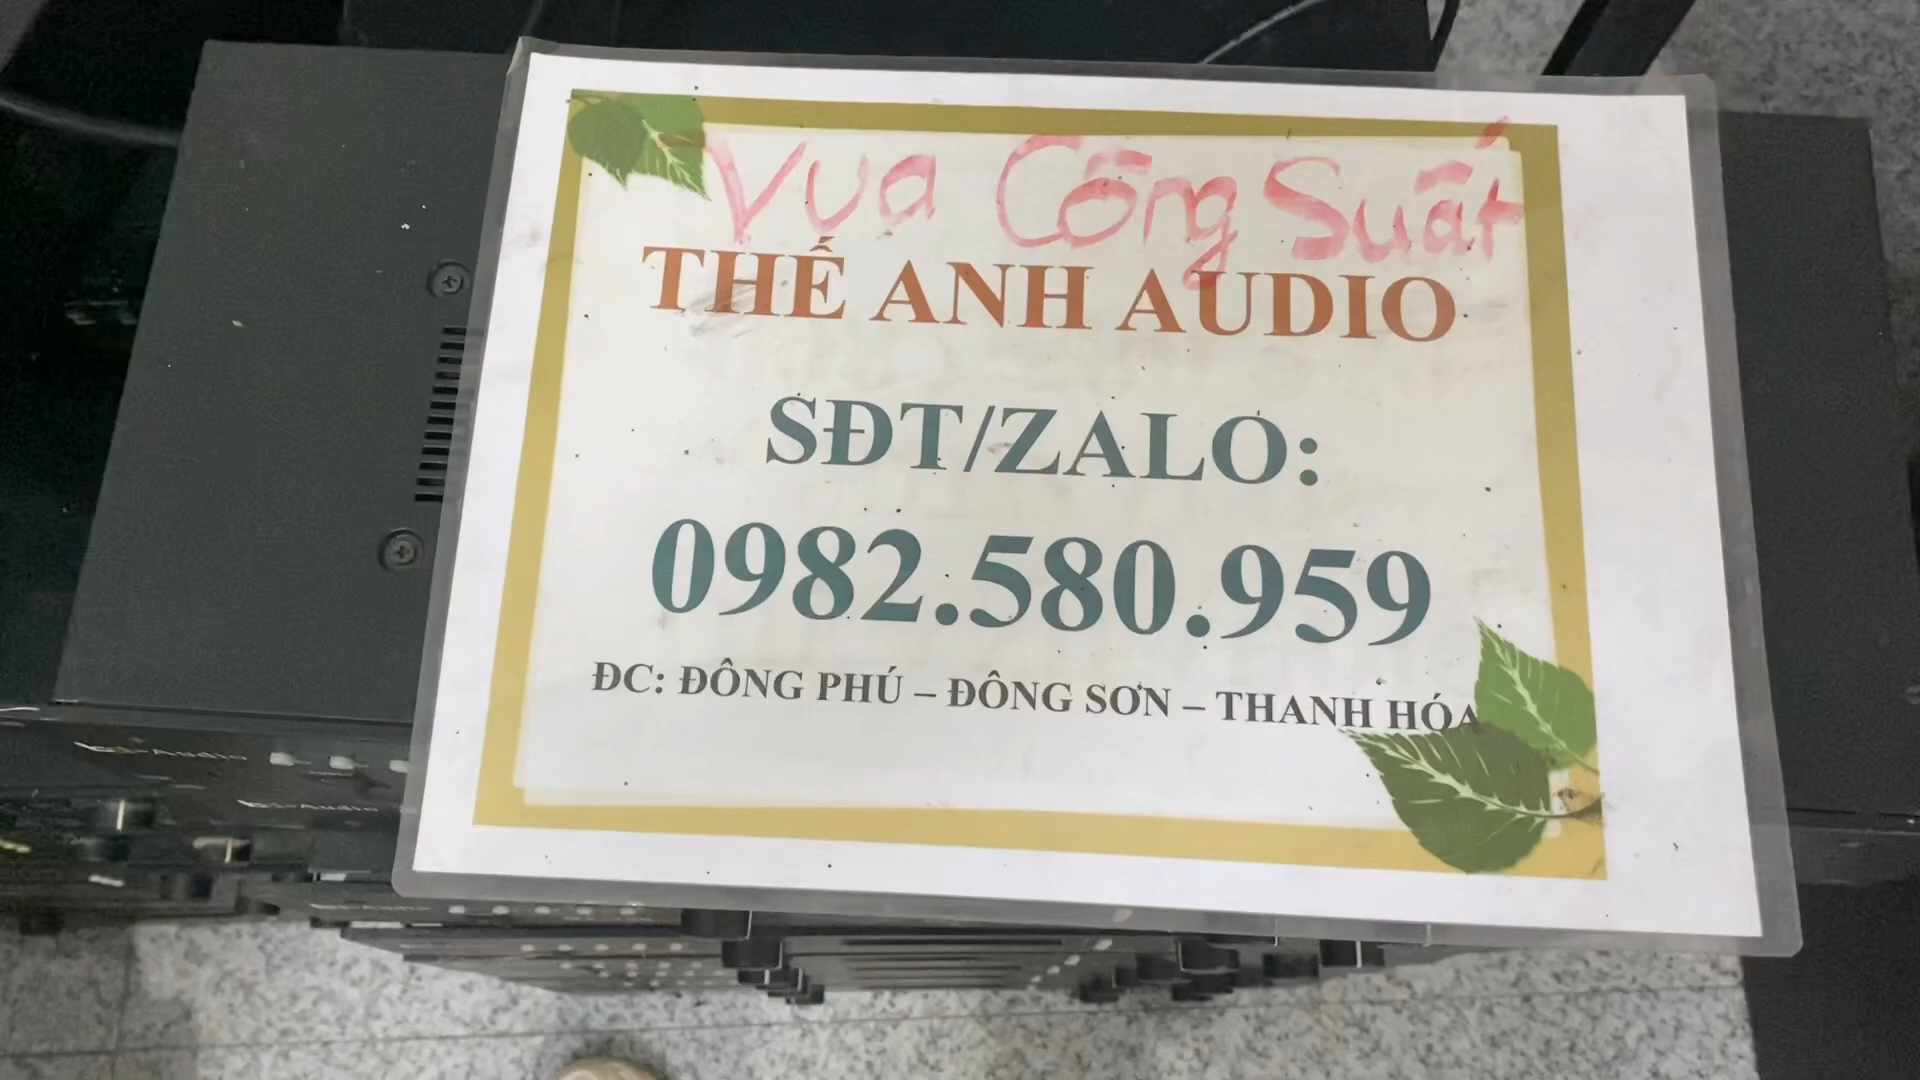 Vua Công Suất
THẾ ANH AUDIO
SĐT/ZALO:
0982.580.959
ĐC: ĐÔNG PHÚ – ĐÔNG SƠN – THANH HÓA